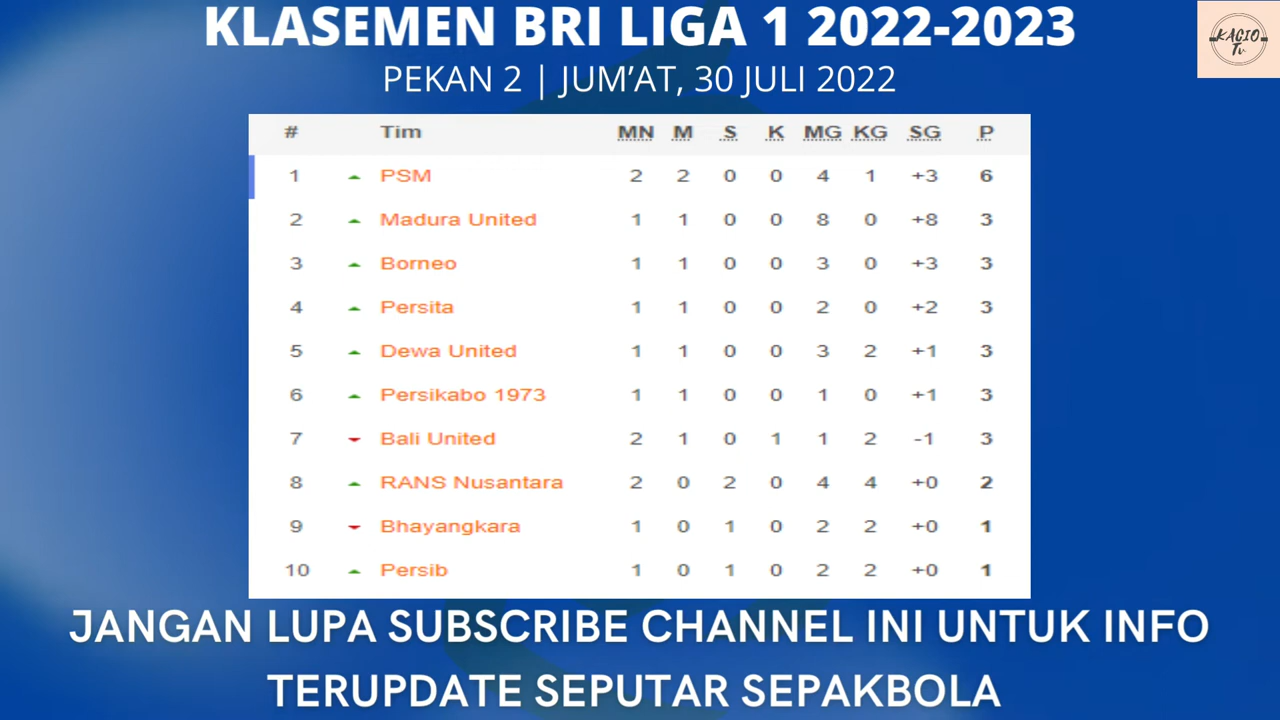 KLASEMEN BRI LIGA 1 2022-2023
KAGIO
Tv
PEKAN 2 | JUM’AT, 30 JULI 2022
# Tim MN M S K MG KG SG P
1 PSM 2 2 0 0 4 1 +3 6
2 Madura United 1 1 0 0 8 0 +8 3
3 Borneo 1 1 0 0 3 0 +3 3
4 Persita 1 1 0 0 2 0 +2 3
5 Dewa United 1 1 0 0 3 2 +1 3
6 Persikabo 1973 1 1 0 0 1 0 +1 3
7 Bali United 2 1 0 1 1 2 -1 3
8 RANS Nusantara 2 0 2 0 4 4 +0 2
9 Bhayangkara 1 0 1 0 2 2 +0 1
10 Persib 1 0 1 0 2 2 +0 1
JANGAN LUPA SUBSCRIBE CHANNEL INI UNTUK INFO
TERUPDATE SEPUTAR SEPAKBOLA